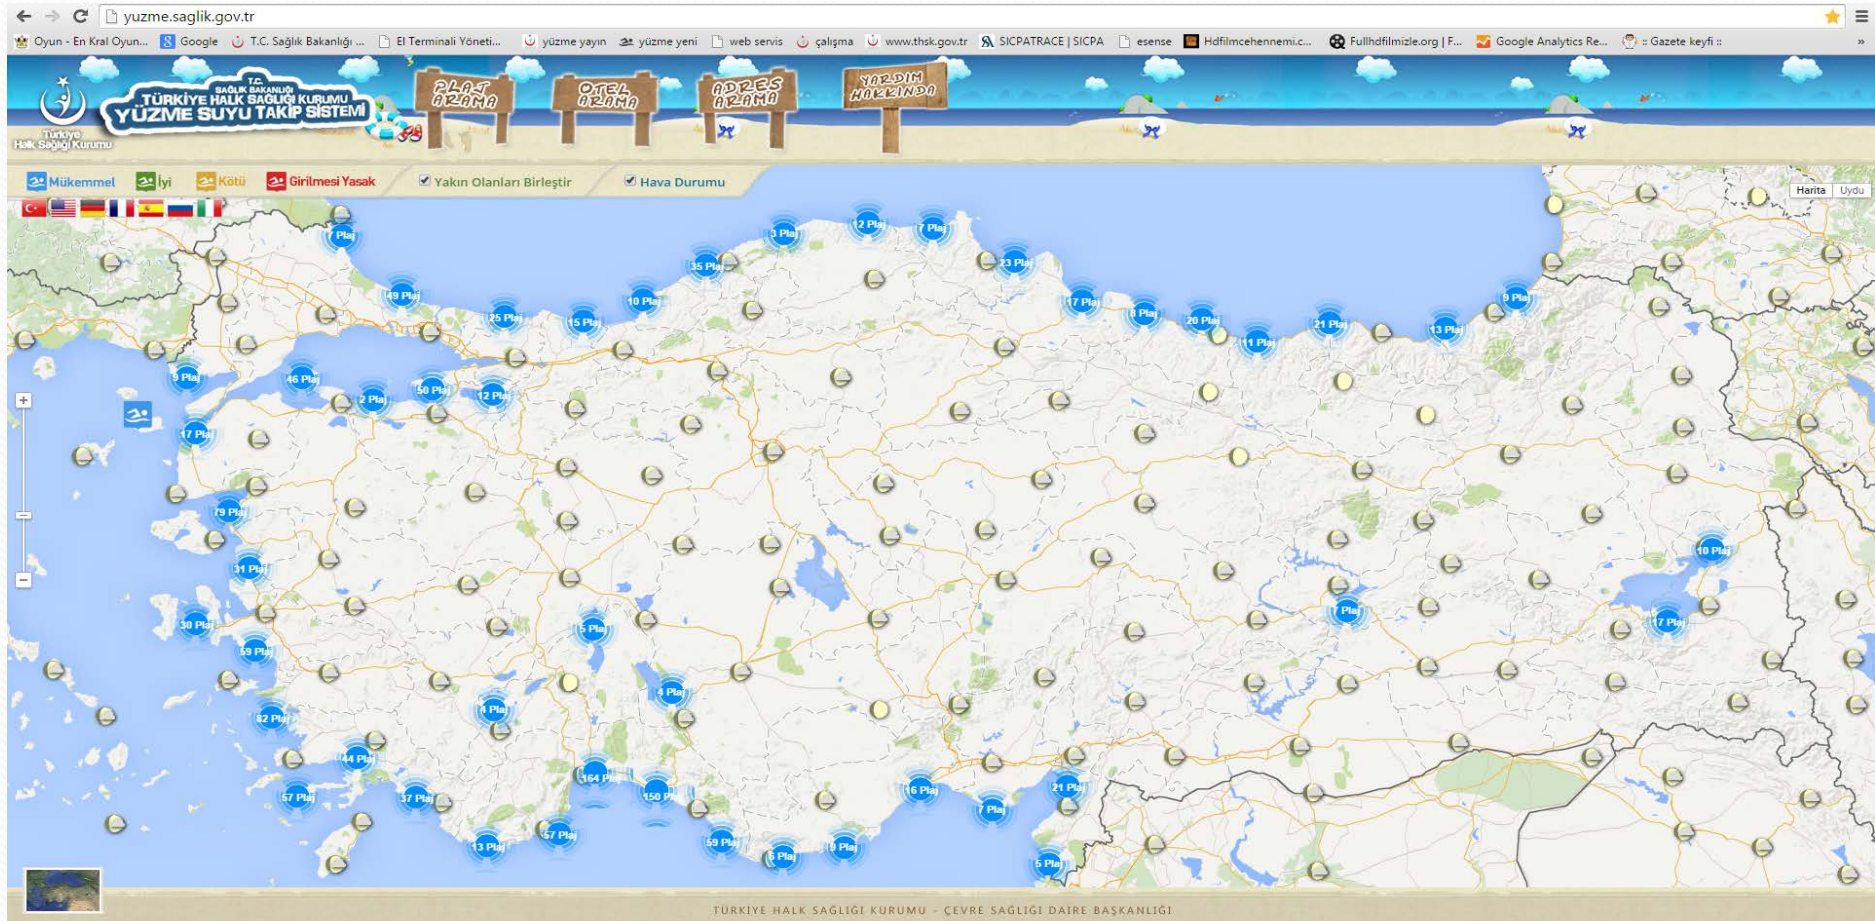 yuzme.saglik.gov.tr
Oyun - En Kral Oyun... Google T.C. Sağlık Bakanlığı ... El Terminali Yöneti... yüzme yayın yüzme yeni web servis çalışma www.thsk.gov.tr SICPATRACE | SICPA esense Hdfilmcehennemi.c... Fullhdfilmizle.org | F... Google Analytics Re... :: Gazete keyfi :: »
T.C.
SAĞLIK BAKANLIĞI
TÜRKİYE HALK SAĞLIĞI KURUMU
YÜZME SUYU TAKİP SİSTEMİ
Türkiye
Halk Sağlığı Kurumu
PLAJ
ARAMA
OTEL
ARAMA
ADRES
ARAMA
YARDIM
HAKKINDA
Mükemmel İyi Kötü Girilmesi Yasak Yakın Olanları Birleştir Hava Durumu
Harita Uydu
7 Plaj
3 Plaj
12 Plaj
7 Plaj
35 Plaj
23 Plaj
49 Plaj
25 Plaj
15 Plaj
10 Plaj
17 Plaj
8 Plaj
20 Plaj
11 Plaj
21 Plaj
13 Plaj
9 Plaj
9 Plaj
46 Plaj
2 Plaj
50 Plaj
12 Plaj
17 Plaj
79 Plaj
31 Plaj
10 Plaj
30 Plaj
59 Plaj
5 Plaj
7 Plaj
17 Plaj
82 Plaj
4 Plaj
4 Plaj
44 Plaj
57 Plaj
37 Plaj
164 Plaj
150 Pl
16 Plaj
7 Plaj
21 Plaj
13 Plaj
57 Plaj
59 Plaj
6 Plaj
9 Plaj
5 Plaj
TÜRKİYE HALK SAĞLIĞI KURUMU - ÇEVRE SAĞLIĞI DAİRE BAŞKANLIĞI